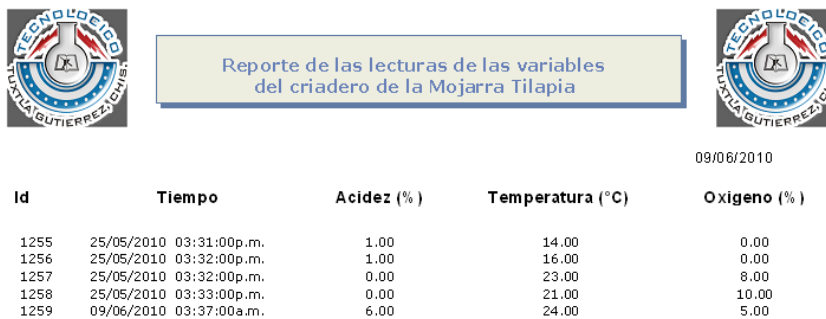 TECNOLOGICO
TUXTLA GUTIERREZ, CHIS.
Reporte de las lecturas de las variables
del criadero de la Mojarra Tilapia
TECNOLOGICO
TUXTLA GUTIERREZ, CHIS.
09/06/2010
Id Tiempo Acidez (%) Temperatura (°C) Oxigeno (%)
1255 25/05/2010 03:31:00p.m. 1.00 14.00 0.00
1256 25/05/2010 03:32:00p.m. 1.00 16.00 0.00
1257 25/05/2010 03:32:00p.m. 0.00 23.00 8.00
1258 25/05/2010 03:33:00p.m. 0.00 21.00 10.00
1259 09/06/2010 03:37:00a.m. 6.00 24.00 5.00